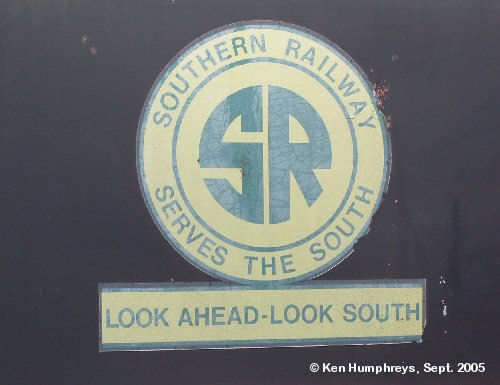 SOUTHERN RAILWAY
SR
SERVES THE SOUTH
LOOK AHEAD-LOOK SOUTH
© Ken Humphreys, Sept. 2005